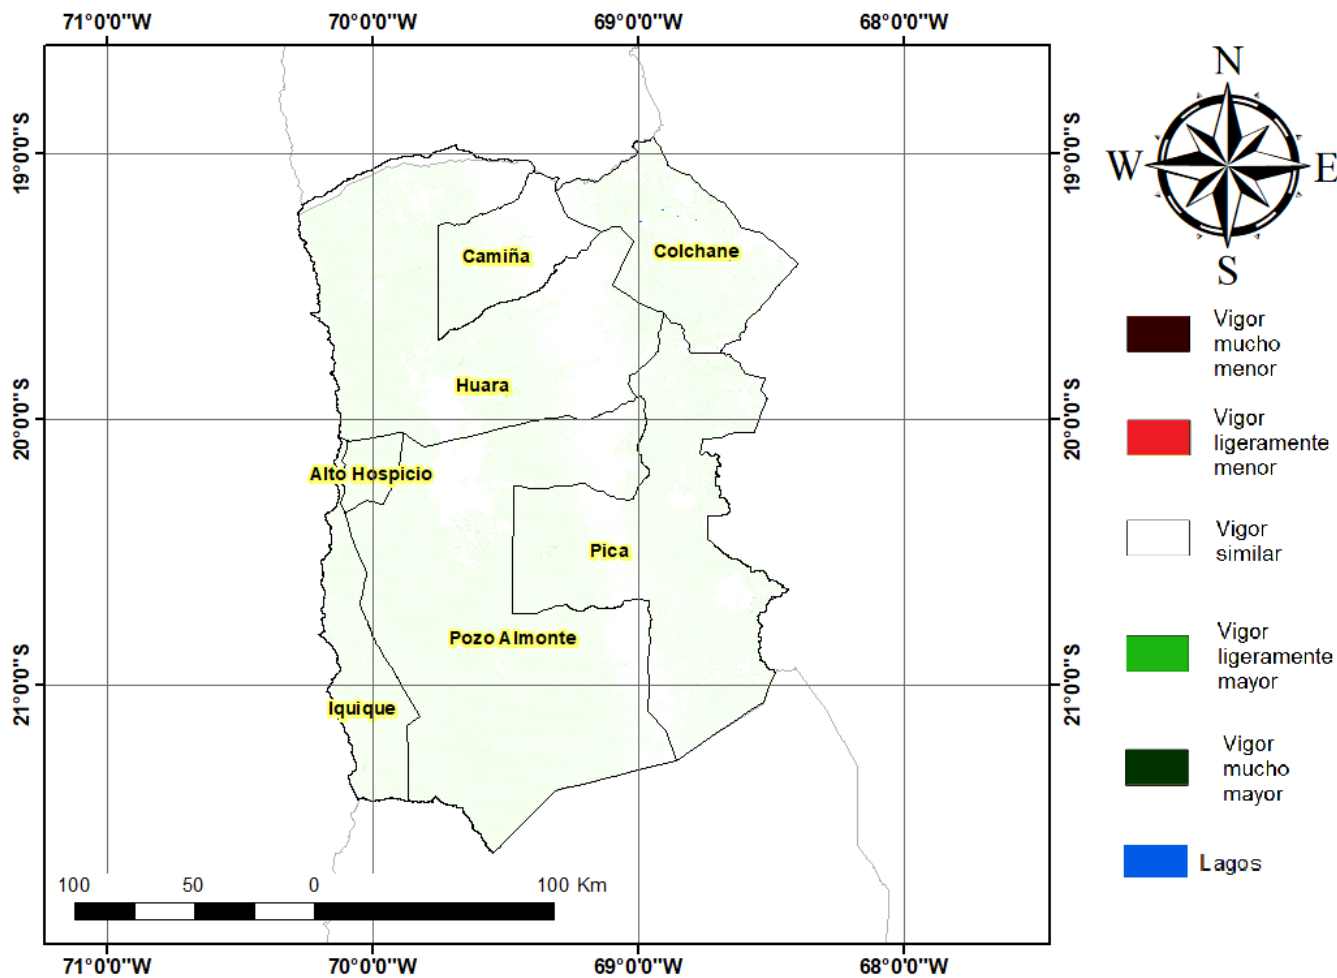 71°0'0"W 70°0'0"W 69°0'0"W 68°0'0"W
19°0'0"S
19°0'0"S
20°0'0"S
20°0'0"S
21°0'0"S
21°0'0"S
Camiña
Colchane
Huara
Alto Hospicio
Pica
Pozo Almonte
Iquique
100 50 0 100 Km
71°0'0"W 70°0'0"W 69°0'0"W 68°0'0"W
N
W E
S
Vigor
mucho
menor
Vigor
ligeramente
menor
Vigor
similar
Vigor
ligeramente
mayor
Vigor
mucho
mayor
Lagos